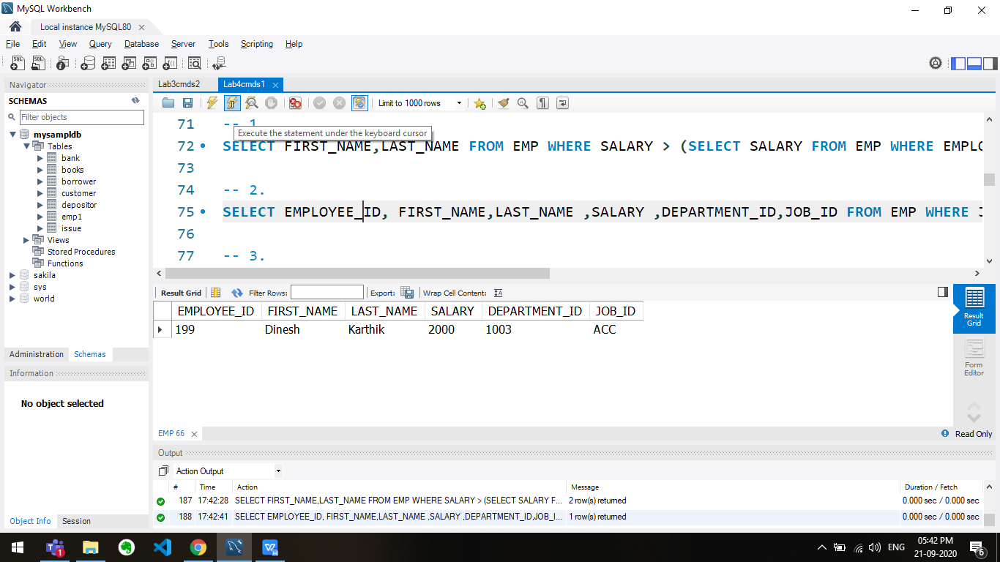 MySQL Workbench
Local instance MySQL80
File Edit View Query Database Server Tools Scripting Help
Navigator
SCHEMAS
Filter objects
mysampldb
Tables
bank
books
borrower
customer
depositor
emp1
issue
Views
Stored Procedures
Functions
sakila
sys
world
Administration Schemas
Information
No object selected
Object Info Session
Lab3cmds2 Lab4cmds1
Limit to 1000 rows
71 -- 1
Execute the statement under the keyboard cursor
72 SELECT FIRST_NAME,LAST_NAME FROM EMP WHERE SALARY > (SELECT SALARY FROM EMP WHERE EMPLO
73
74 -- 2.
75 SELECT EMPLOYEE_ID, FIRST_NAME,LAST_NAME ,SALARY ,DEPARTMENT_ID,JOB_ID FROM EMP WHERE J
76
77 -- 3.
Result Grid Filter Rows: Export: Wrap Cell Content:
EMPLOYEE_ID FIRST_NAME LAST_NAME SALARY DEPARTMENT_ID JOB_ID
199 Dinesh Karthik 2000 1003 ACC
Result
Grid
Form
Editor
EMP 66
Read Only
Output
Action Output
# Time Action Message Duration / Fetch
187 17:42:28 SELECT FIRST_NAME,LAST_NAME FROM EMP WHERE SALARY > (SELECT SALARY F... 2 row(s) returned 0.000 sec / 0.000 sec
188 17:42:41 SELECT EMPLOYEE_ID, FIRST_NAME,LAST_NAME ,SALARY ,DEPARTMENT_ID,JOB_I... 1 row(s) returned 0.000 sec / 0.000 sec
1
ENG
05:42 PM
21-09-2020
6